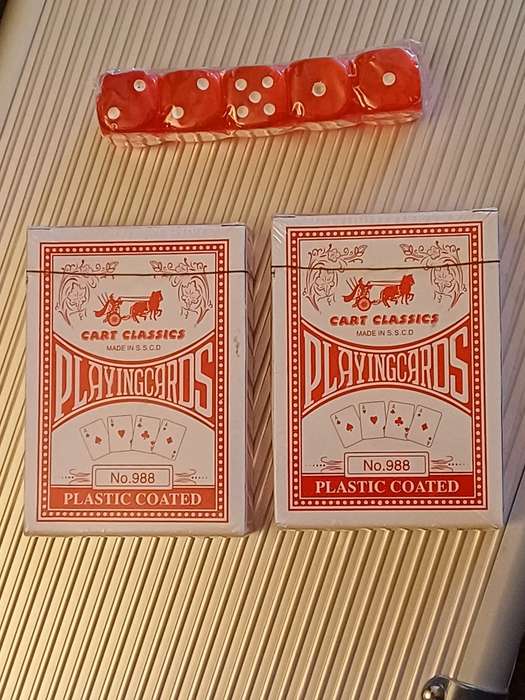 CART CLASSICS
MADE IN S.S.C.D
PLAYINGCARDS
No.988
PLASTIC COATED
CART CLASSICS
MADE IN S.S.C.D
PLAYINGCARDS
No.988
PLASTIC COATED